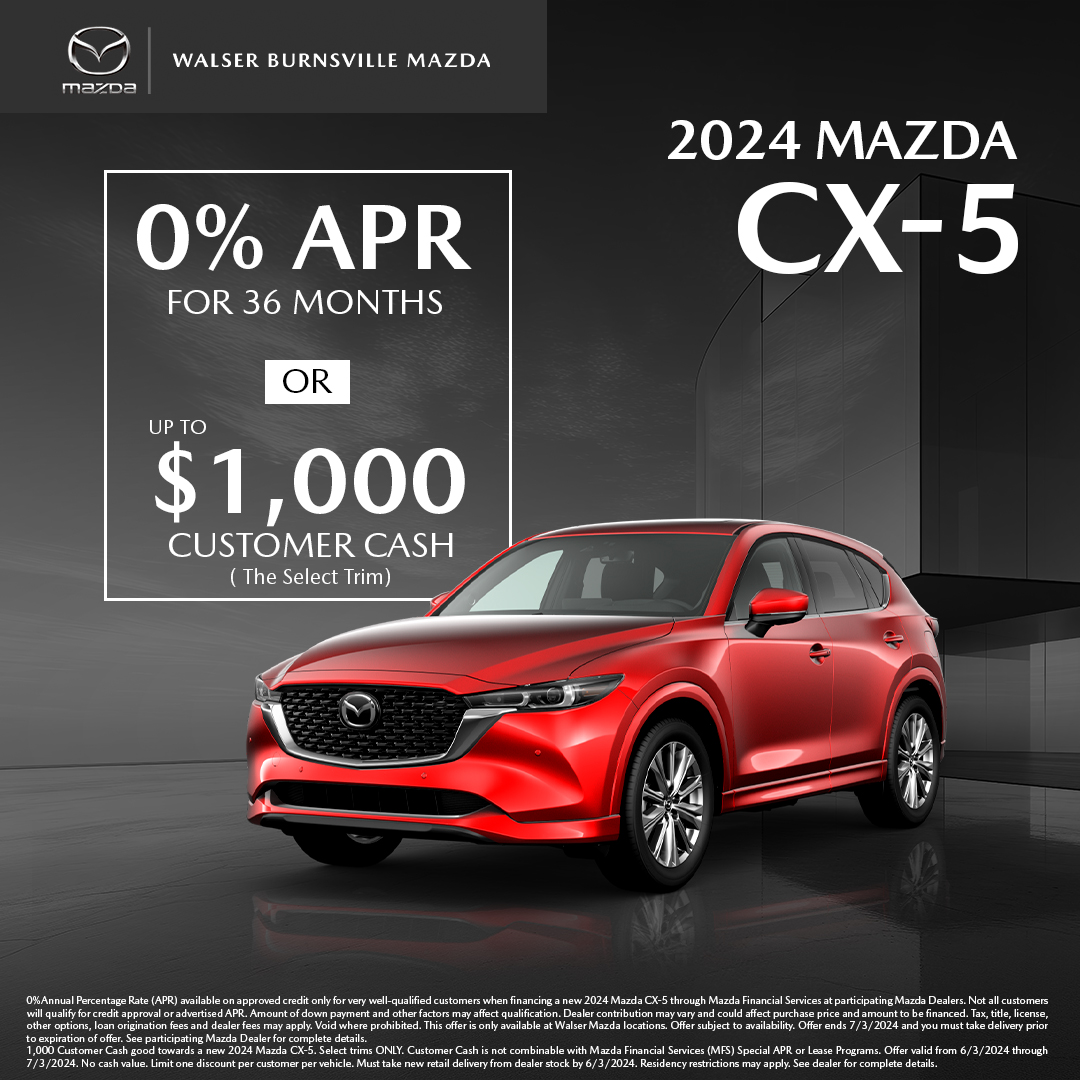 mazda
WALSER BURNSVILLE MAZDA
2024 MAZDA
CX-5
0% APR
FOR 36 MONTHS
OR
UP TO
$1,000
CUSTOMER CASH
( The Select Trim)
0%Annual Percentage Rate (APR) available on approved credit only for very well-qualified customers when financing a new 2024 Mazda CX-5 through Mazda Financial Services at participating Mazda Dealers. Not all customers
will qualify for credit approval or advertised APR. Amount of down payment and other factors may affect qualification. Dealer contribution may vary and could affect purchase price and amount to be financed. Tax, title, license,
other options, loan origination fees and dealer fees may apply. Void where prohibited. This offer is only available at Walser Mazda locations. Offer subject to availability. Offer ends 7/3/2024 and you must take delivery prior
to expiration of offer. See participating Mazda Dealer for complete details.
1,000 Customer Cash good towards a new 2024 Mazda CX-5. Select trims ONLY. Customer Cash is not combinable with Mazda Financial Services (MFS) Special APR or Lease Programs. Offer valid from 6/3/2024 through
7/3/2024. No cash value. Limit one discount per customer per vehicle. Must take new retail delivery from dealer stock by 6/3/2024. Residency restrictions may apply. See dealer for complete details.